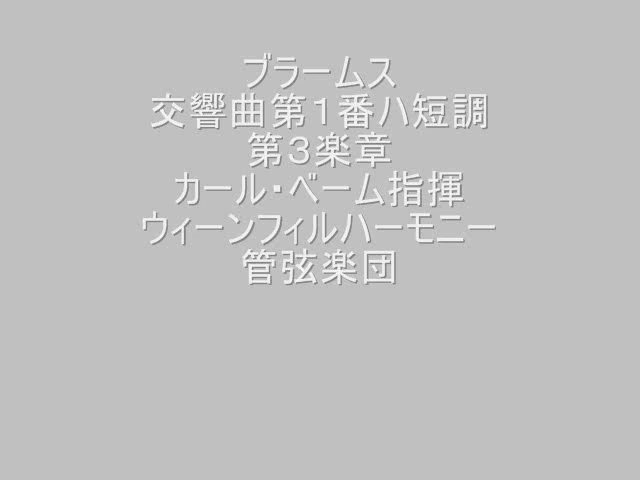 ブラームス
交響曲第１番ハ短調
第３楽章
カール・ベーム指揮
ウィーンフィルハーモニー
管弦楽団